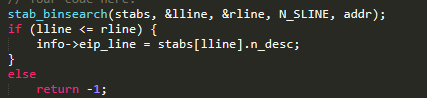 // Your code here.
stab_binsearch(stabs, &lline, &rline, N_SLINE, addr);
if (lline <= rline) {
info->eip_line = stabs[lline].n_desc;
}
else
return -1;